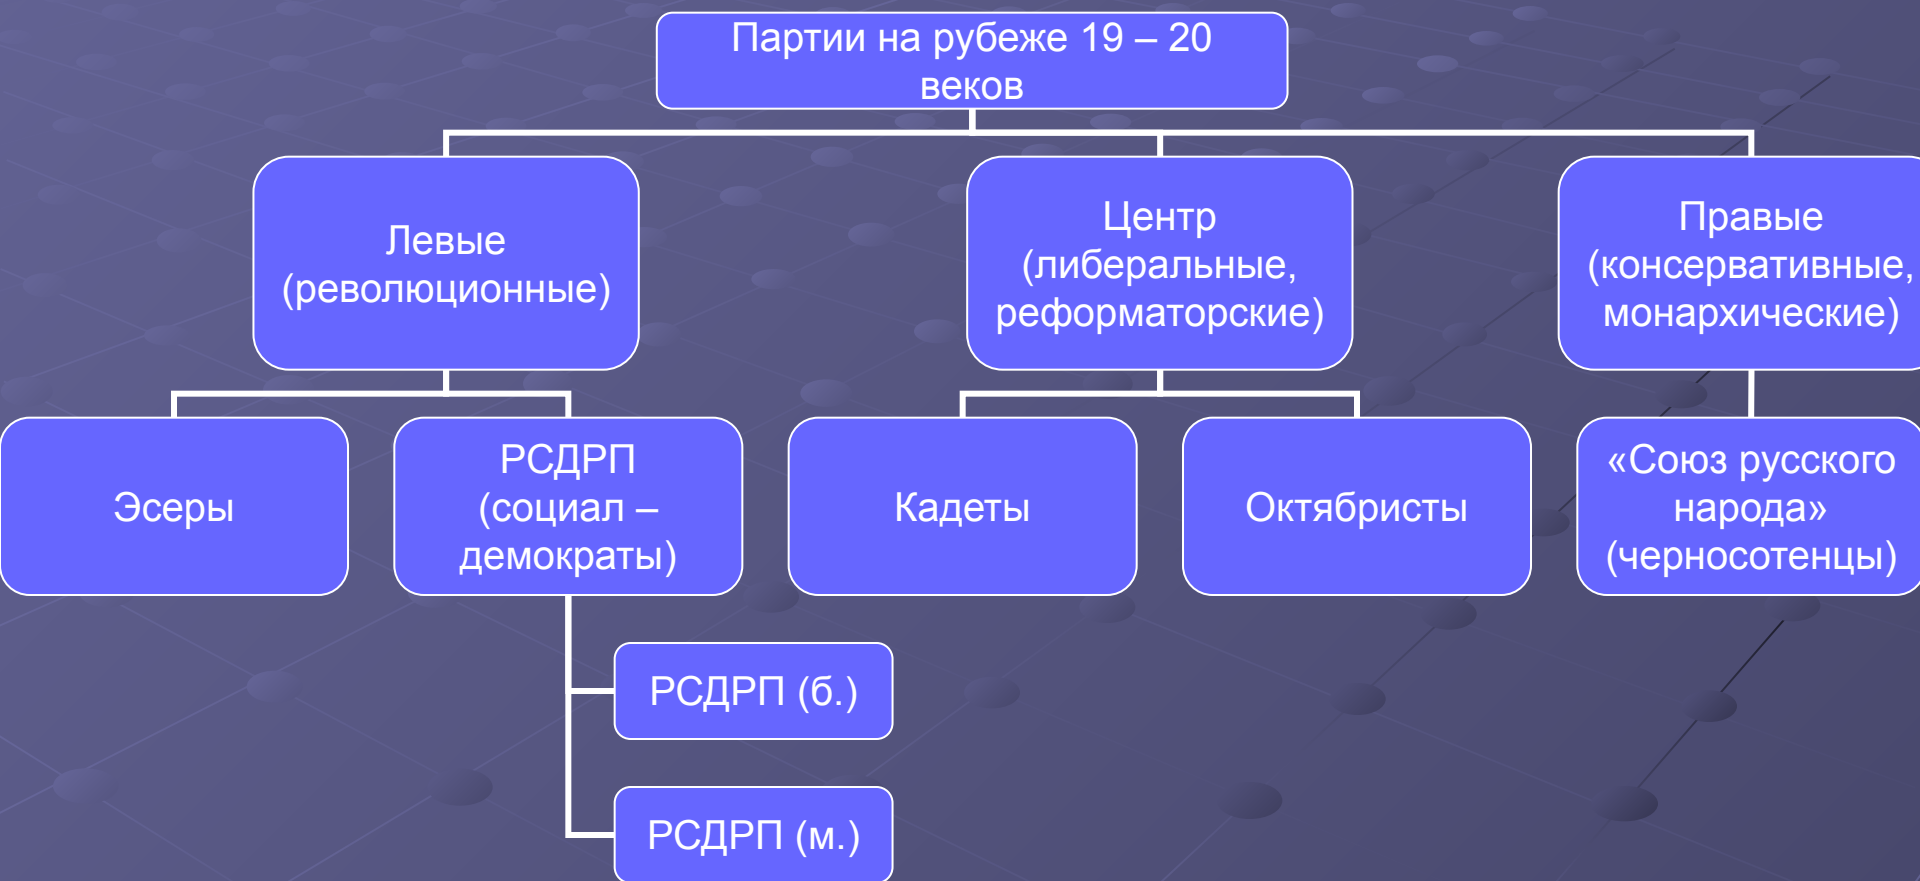 Партии на рубеже 19 – 20
веков
Левые
(революционные)
Центр
(либеральные,
реформаторские)
Правые
(консервативные,
монархические)
Эсеры
РСДРП
(социал –
демократы)
Кадеты
Октябристы
«Союз русского
народа»
(черносотенцы)
РСДРП (б.)
РСДРП (м.)